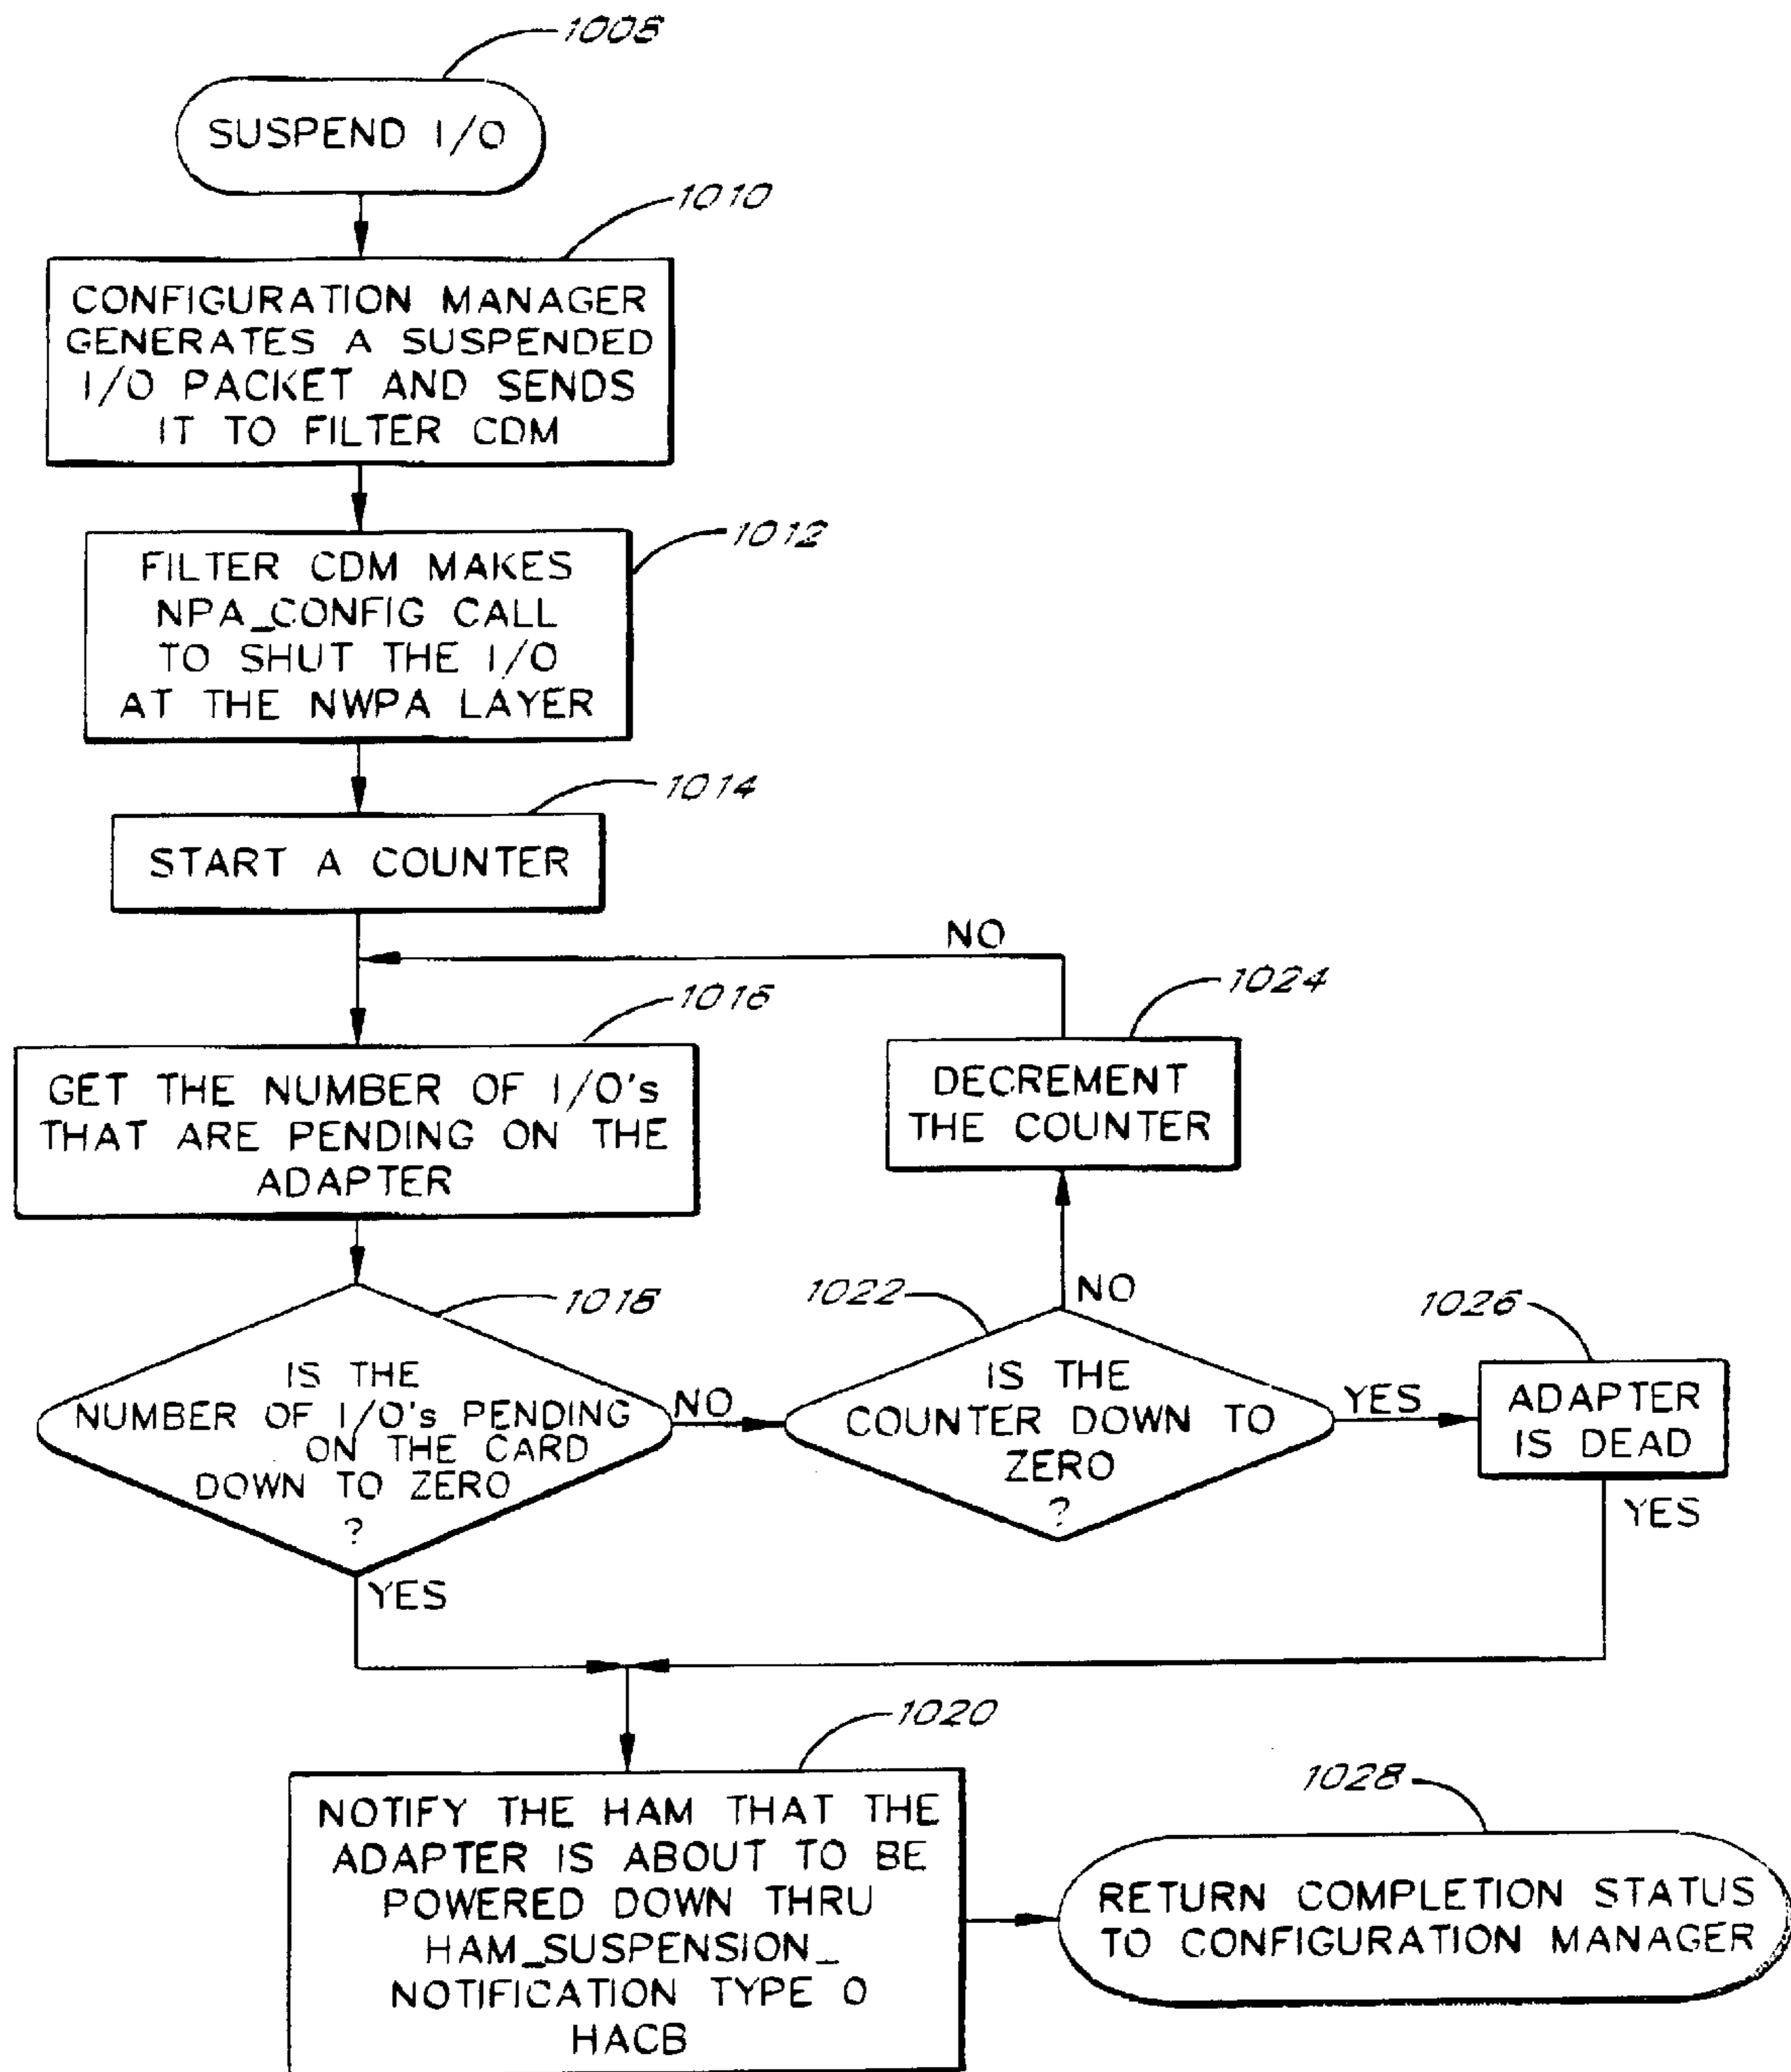 1008
SUSPEND I/O
1010
CONFIGURATION MANAGER
GENERATES A SUSPENDED
I/O PACKET AND SENDS
IT TO FILTER CDM
1012
FILTER CDM MAKES
NPA_CONFIG CALL
TO SHUT THE I/O
AT THE NWPA LAYER
1014
START A COUNTER
NO
1016
GET THE NUMBER OF I/O's
THAT ARE PENDING ON THE
ADAPTER
1024
DECREMENT
THE COUNTER
1018
IS THE
NUMBER OF I/O's PENDING
ON THE CARD
DOWN TO ZERO
?
NO
YES
1022
NO
IS THE
COUNTER DOWN TO
ZERO
?
YES
1026
ADAPTER
IS DEAD
YES
1020
NOTIFY THE HAM THAT THE
ADAPTER IS ABOUT TO BE
POWERED DOWN THRU
HAM_SUSPENSION_
NOTIFICATION TYPE 0
HACB
1028
RETURN COMPLETION STATUS
TO CONFIGURATION MANAGER